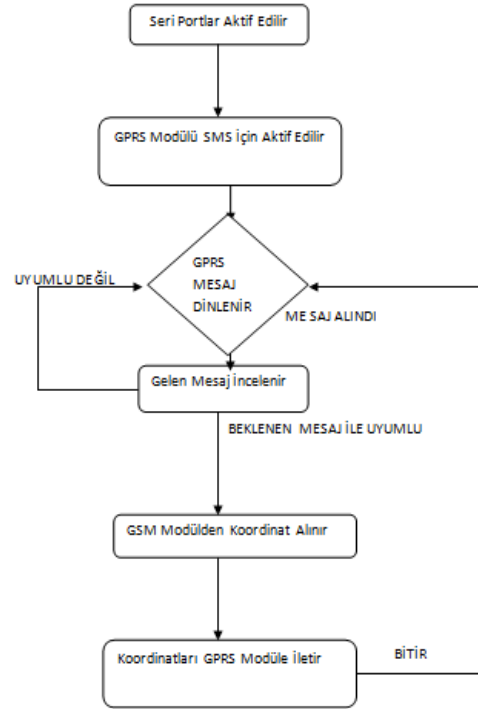 Seri Portlar Aktif Edilir
GPRS Modülü SMS İçin Aktif Edilir
GPRS
MESAJ
DİNLENİR
UYUMLU DEĞİL
ME SAJ ALINDI
Gelen Mesaj İncelenir
BEKLENEN MESAJ İLE UYUMLU
GSM Modülden Koordinat Alınır
Koordinatları GPRS Modüle İletir
BİTİR